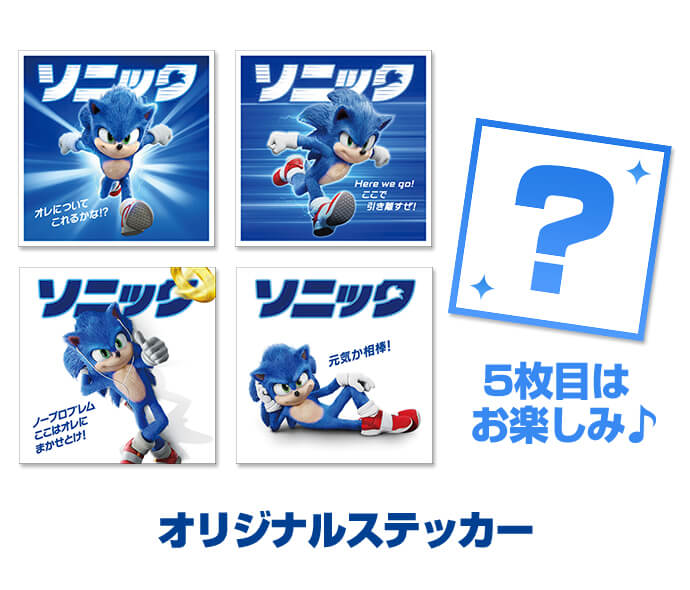 ソニック
オレについて
これるかな!?
ソニック
Here we go!
ここで
引き離すぜ!
ソニック
ノープロブレム
ここはオレに
まかせとけ!
ソニック
元気か相棒!
?
5枚目は
お楽しみ♪
オリジナルステッカー